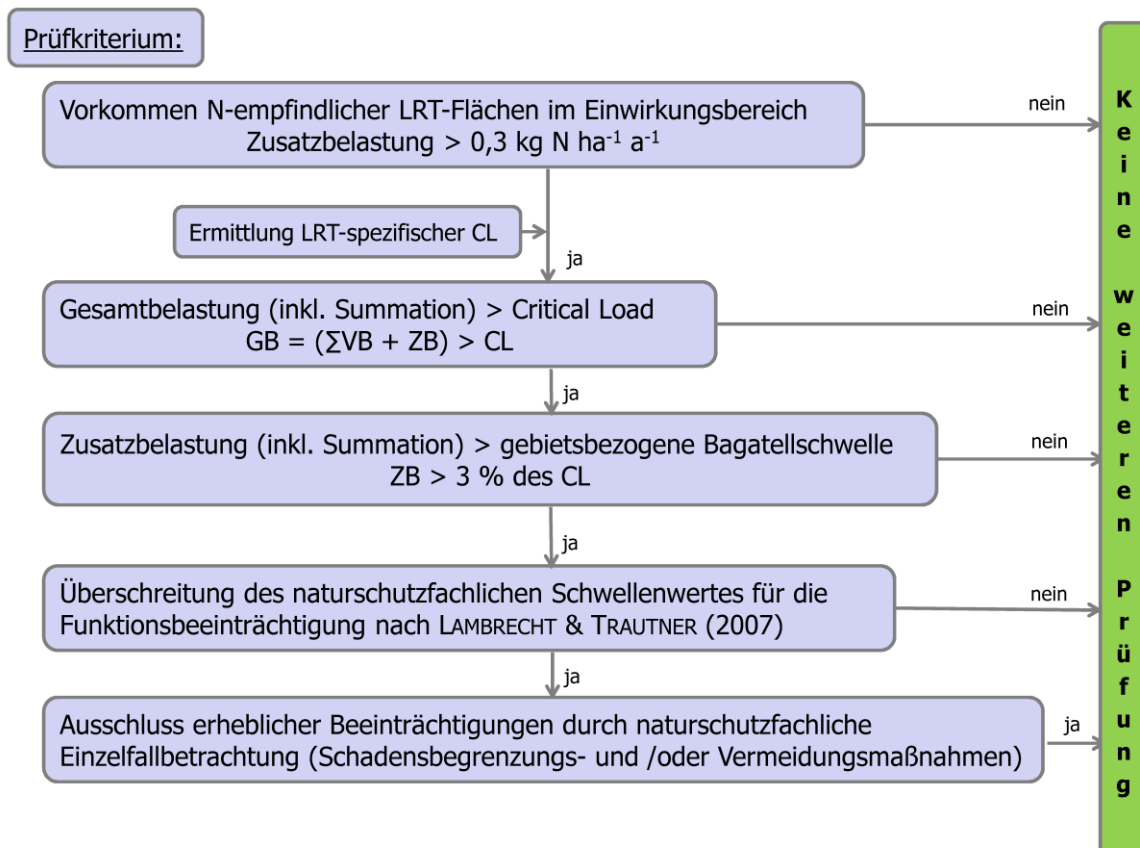 Prüfkriterium:
Vorkommen N-empfindlicher LRT-Flächen im Einwirkungsbereich
Zusatzbelastung > 0,3 kg N ha⁻¹ a⁻¹
nein
Ermittlung LRT-spezifischer CL
ja
Gesamtbelastung (inkl. Summation) > Critical Load
GB = (∑VB + ZB) > CL
nein
ja
Zusatzbelastung (inkl. Summation) > gebietsbezogene Bagatellschwelle
ZB > 3 % des CL
nein
ja
Überschreitung des naturschutzfachlichen Schwellenwertes für die
Funktionsbeeinträchtigung nach LAMBRECHT & TRAUTNER (2007)
nein
ja
Ausschluss erheblicher Beeinträchtigungen durch naturschutzfachliche
Einzelfallbetrachtung (Schadensbegrenzungs- und /oder Vermeidungsmaßnahmen)
ja
Keine weiteren Prüfung